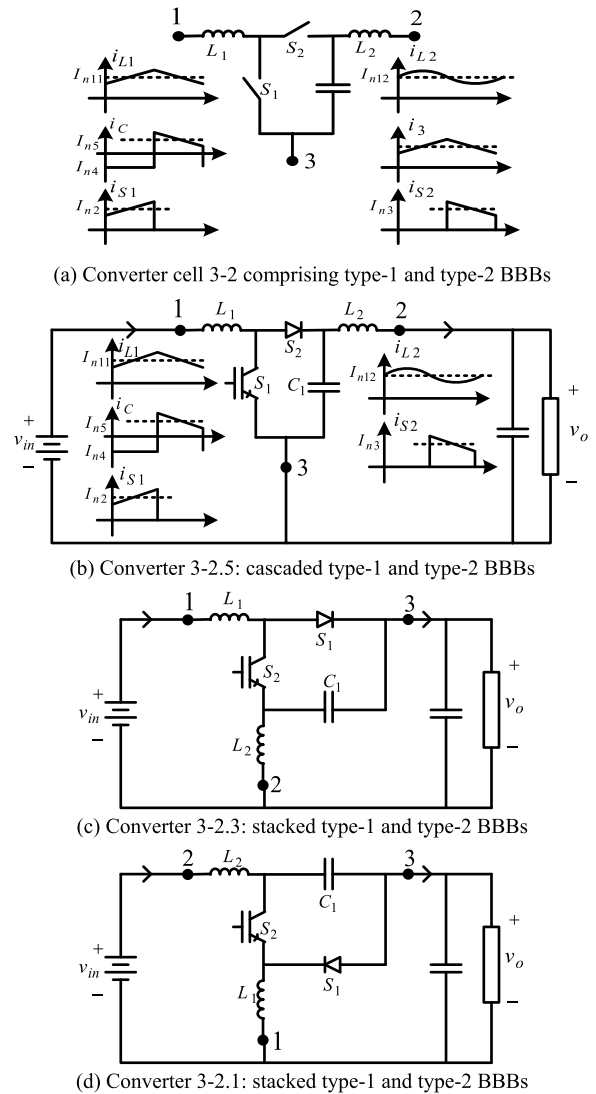 1
2
L1
S2
L2
S1
3
In11
iL1
iC
In5
In4
iS1
In2
In12
iL2
i3
iS2
In3
(a) Converter cell 3-2 comprising type-1 and type-2 BBBs
1
L1
S2
L2
2
S1
C1
3
In11
iL1
iC
In5
In4
iS1
In2
iL2
In12
iS2
In3
+
vin
−
+
vo
−
(b) Converter 3-2.5: cascaded type-1 and type-2 BBBs
1
L1
S1
3
S2
C1
L2
2
+
vin
−
+
vo
−
(c) Converter 3-2.3: stacked type-1 and type-2 BBBs
2
L2
C1
3
S2
S1
L1
1
+
vin
−
+
vo
−
(d) Converter 3-2.1: stacked type-1 and type-2 BBBs